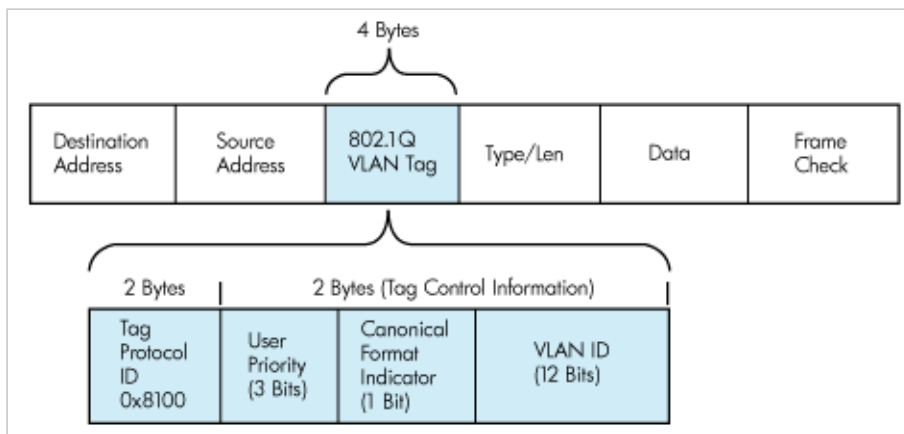 4 Bytes
Destination
Address
Source
Address
802.1Q
VLAN Tag
Type/Len
Data
Frame
Check
2 Bytes
2 Bytes (Tag Control Information)
Tag
Protocol
ID
0x8100
User
Priority
(3 Bits)
Canonical
Format
Indicator
(1 Bit)
VLAN ID
(12 Bits)